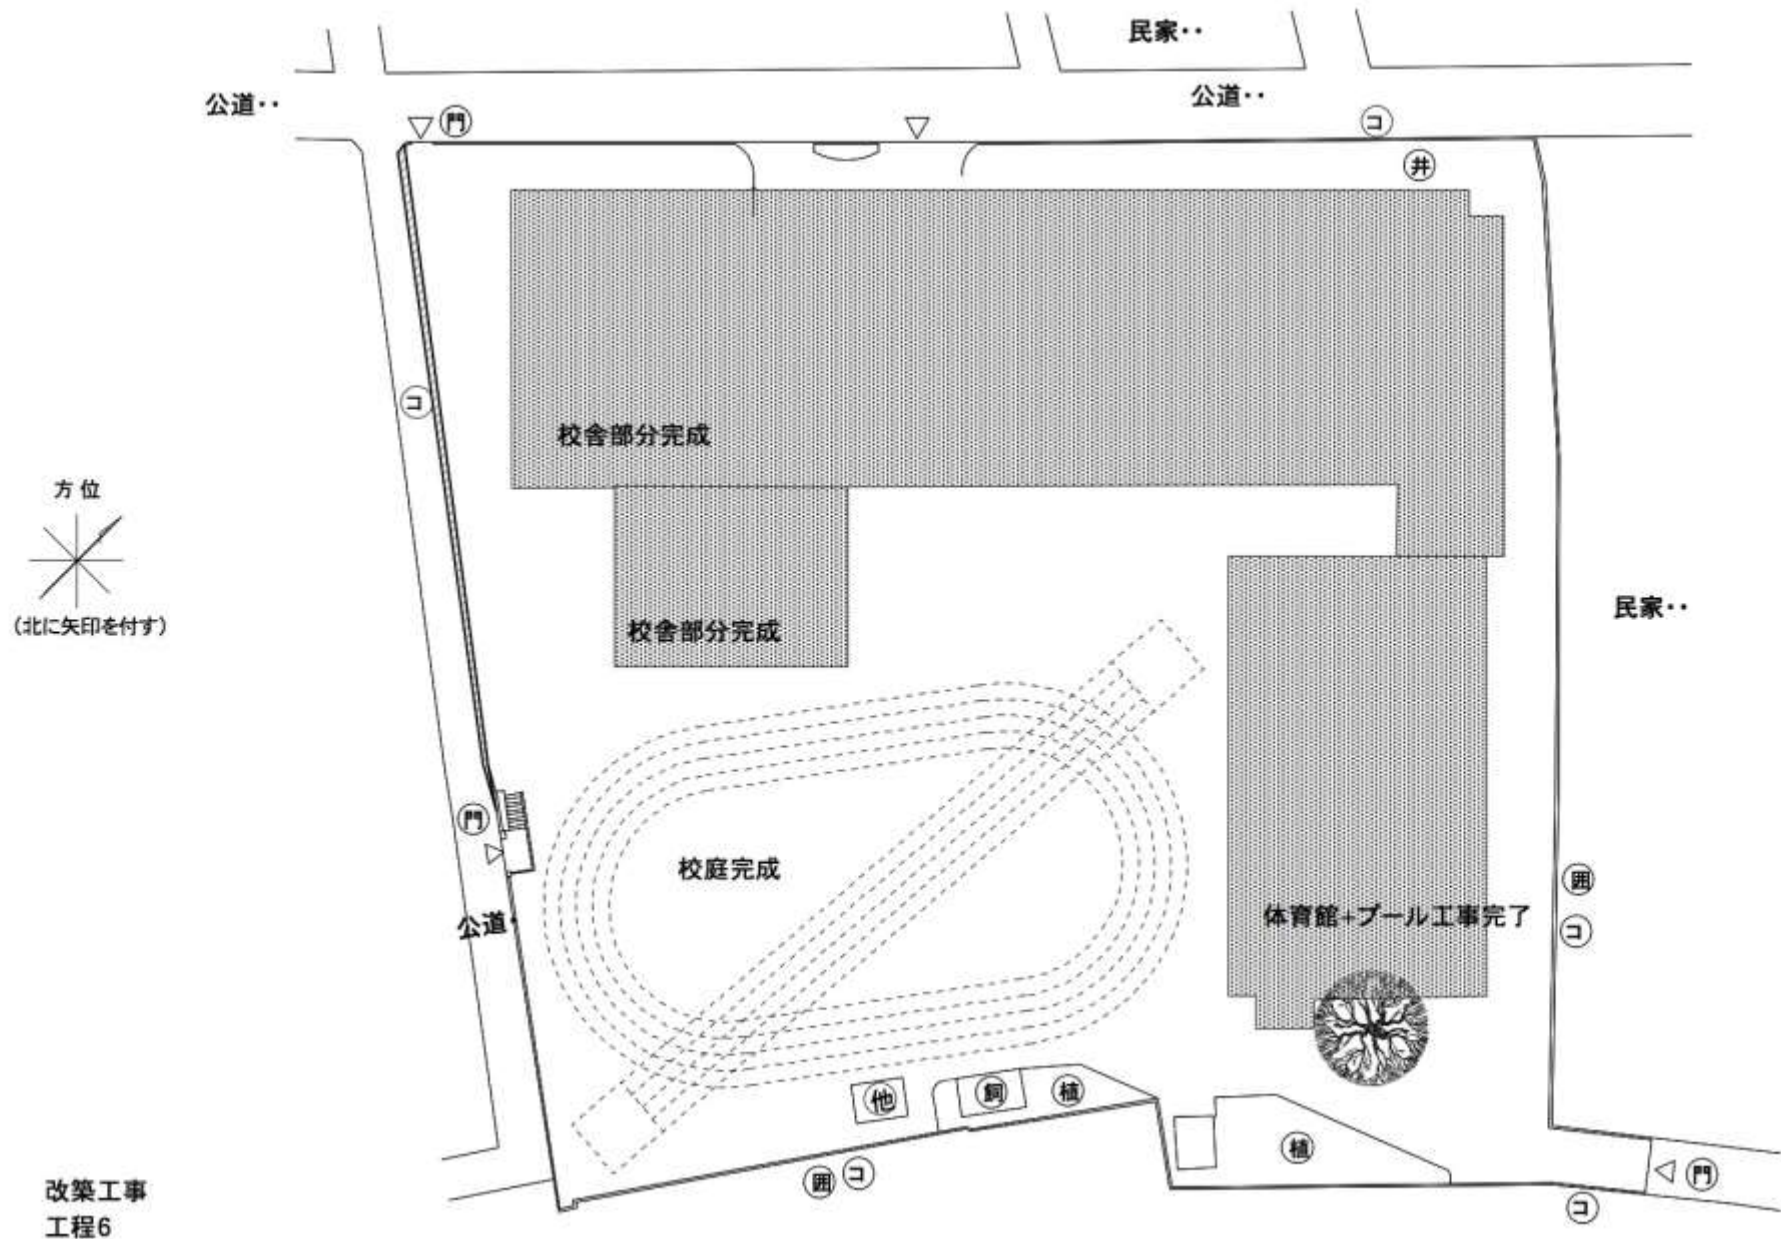 民家‥
公道‥
公道‥
門
コ
井
コ
校舎部分完成
方位
(北に矢印を付す)
校舎部分完成
民家‥
門
校庭完成
囲
体育館+プール工事完了
公道‥
コ
他
飼
植
植
囲
コ
門
コ
改築工事
工程6